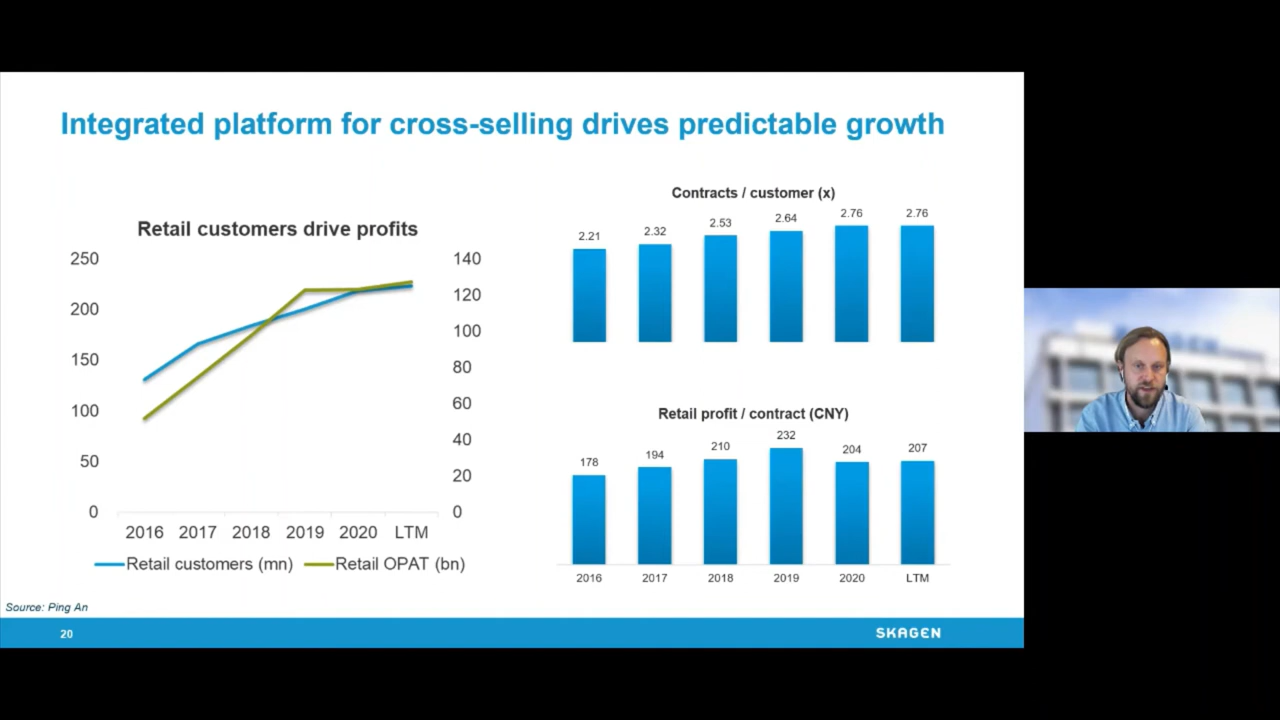 Integrated platform for cross-selling drives predictable growth
Retail customers drive profits
250
200
150
100
50
0
140
120
100
80
60
40
20
0
2016 2017 2018 2019 2020 LTM
Retail customers (mn) Retail OPAT (bn)
Contracts / customer (x)
2.21 2.32 2.53 2.64 2.76 2.76
Retail profit / contract (CNY)
178 194 210 232 204 207
2016 2017 2018 2019 2020 LTM
Source: Ping An
20
SKAGEN